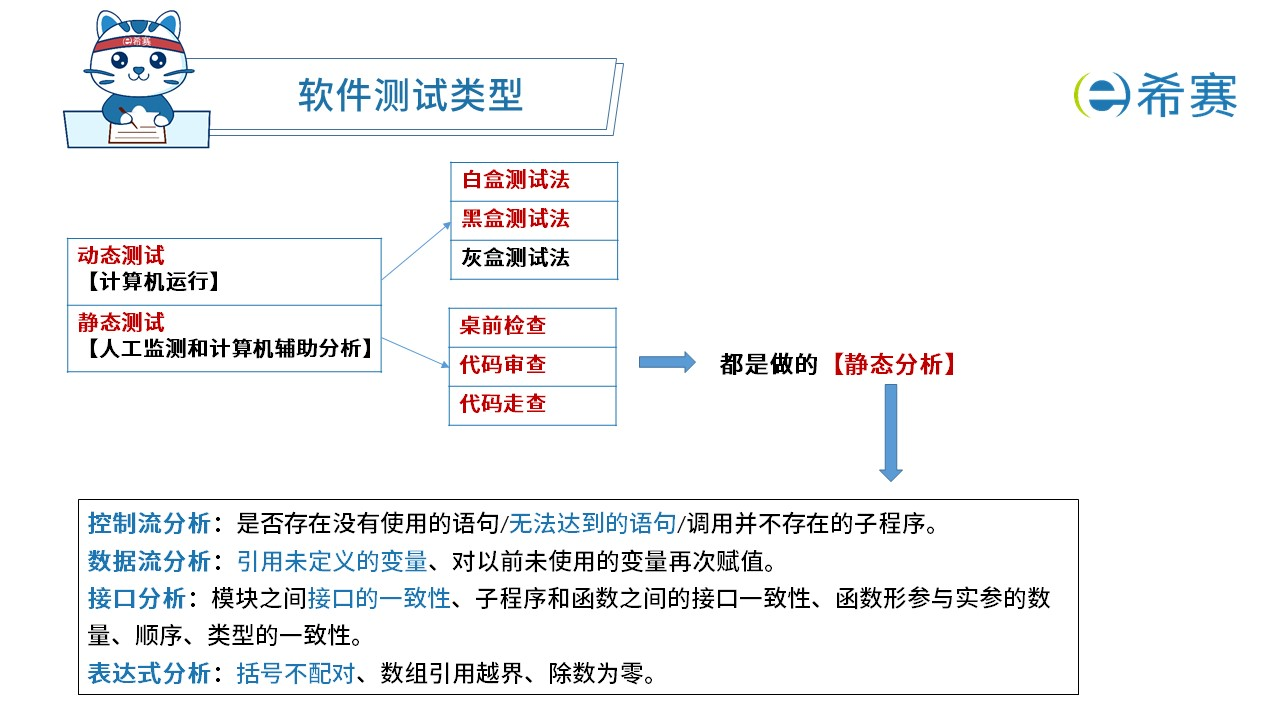 希赛
软件测试类型
希赛
白盒测试法
黑盒测试法
灰盒测试法
动态测试
【计算机运行】
静态测试
【人工监测和计算机辅助分析】
桌前检查
代码审查
代码走查
都是做的【静态分析】
控制流分析：是否存在没有使用的语句/无法达到的语句/调用并不存在的子程序。
数据流分析：引用未定义的变量、对以前未使用的变量再次赋值。
接口分析：模块之间接口的一致性、子程序和函数之间的接口一致性、函数形参与实参的数
量、顺序、类型的一致性。
表达式分析：括号不配对、数组引用越界、除数为零。